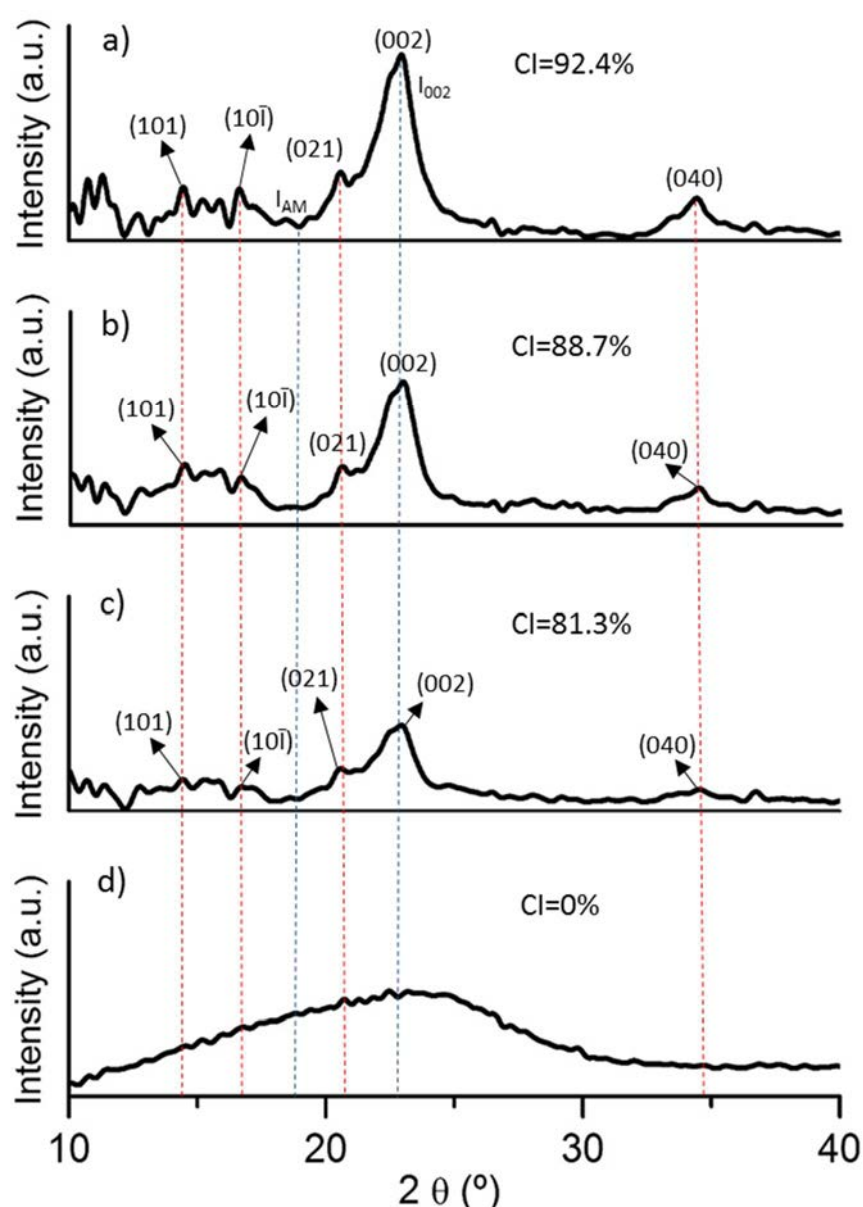 a)
Intensity (a.u.)
(002)
CI=92.4%
I002
(101)
(101̅)
(021)
IAM
(040)
b)
Intensity (a.u.)
CI=88.7%
(002)
(101)
(101̅)
(021)
(040)
c)
Intensity (a.u.)
CI=81.3%
(021)
(002)
(101)
(101̅)
(040)
d)
Intensity (a.u.)
CI=0%
10 20 30 40
2 θ (º)